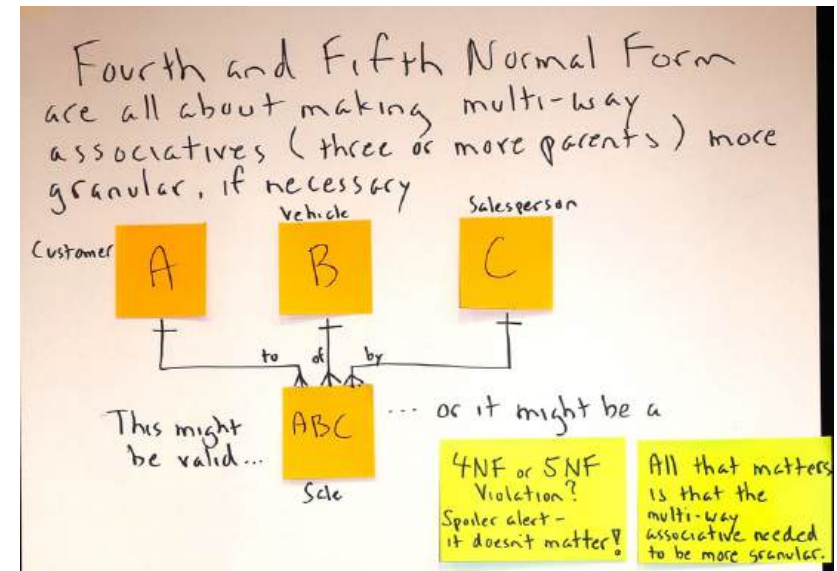 Fourth and Fifth Normal Form
are all about making multi-way
associatives (three or more parents) more
granular, if necessary
Customer
Vehicle
Salesperson
A
B
C
to
of
by
This might
be valid...
ABC
Sale
... or it might be a
4NF or 5NF
Violation?
Spoiler alert -
it doesn't matter!
All that matters
is that the
multi-way
associative needed
to be more granular.